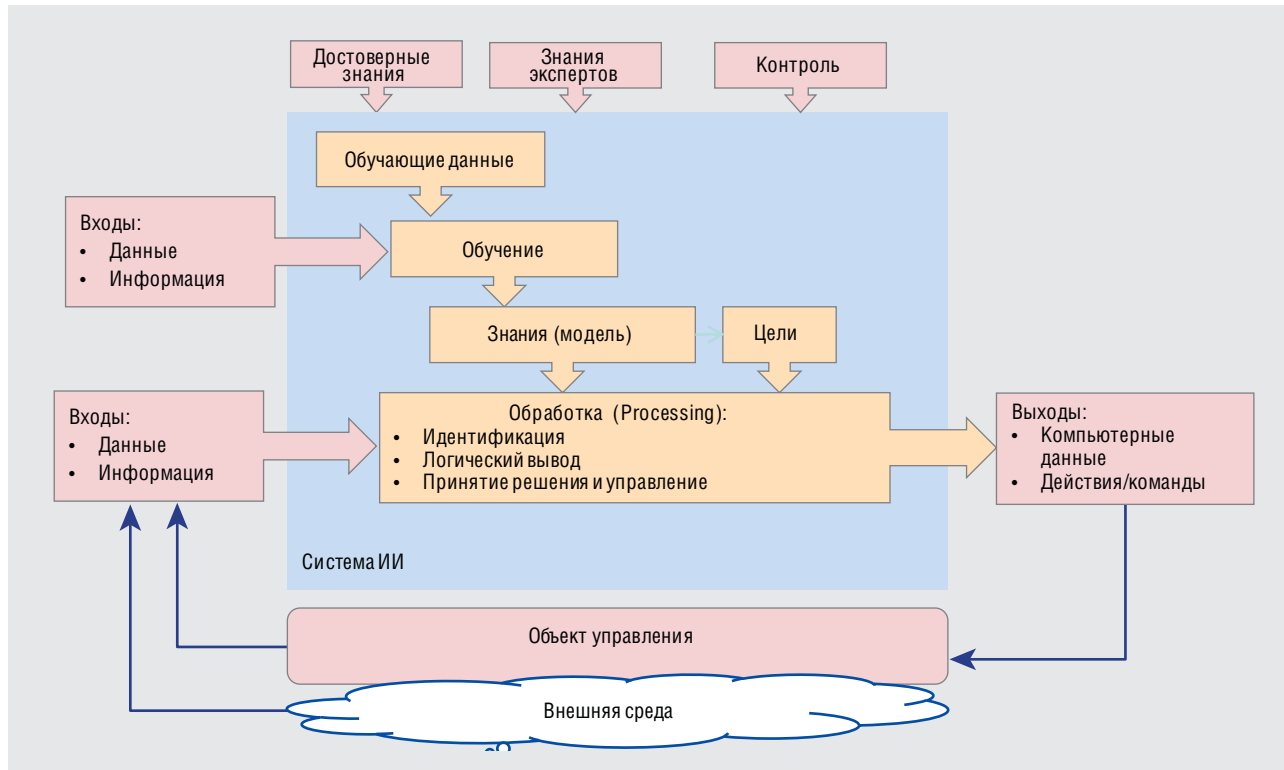 Достоверные
знания
Знания
экспертов
Контроль
Обучающие данные
Входы:
• Данные
• Информация
Обучение
Знания (модель)
Цели
Входы:
• Данные
• Информация
Обработка (Processing):
• Идентификация
• Логический вывод
• Принятие решения и управление
Выходы:
• Компьютерные
данные
• Действия/команды
Система ИИ
Объект управления
Внешняя среда